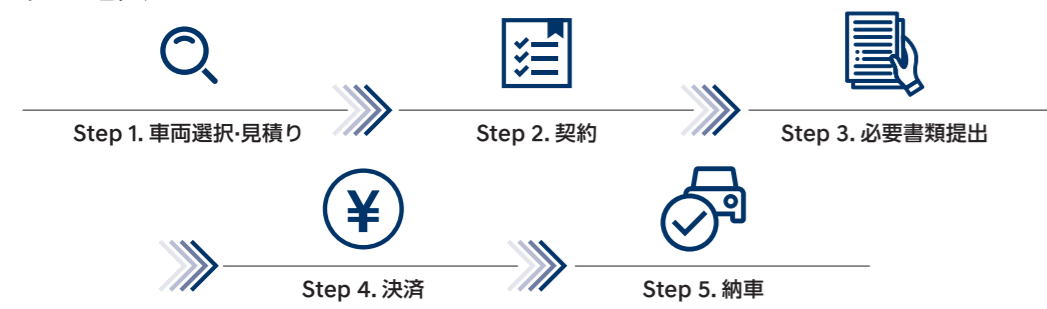 Step 1. 車両選択·見積り
Step 2. 契約
Step 3. 必要書類提出
¥
Step 4. 決済
Step 5. 納車